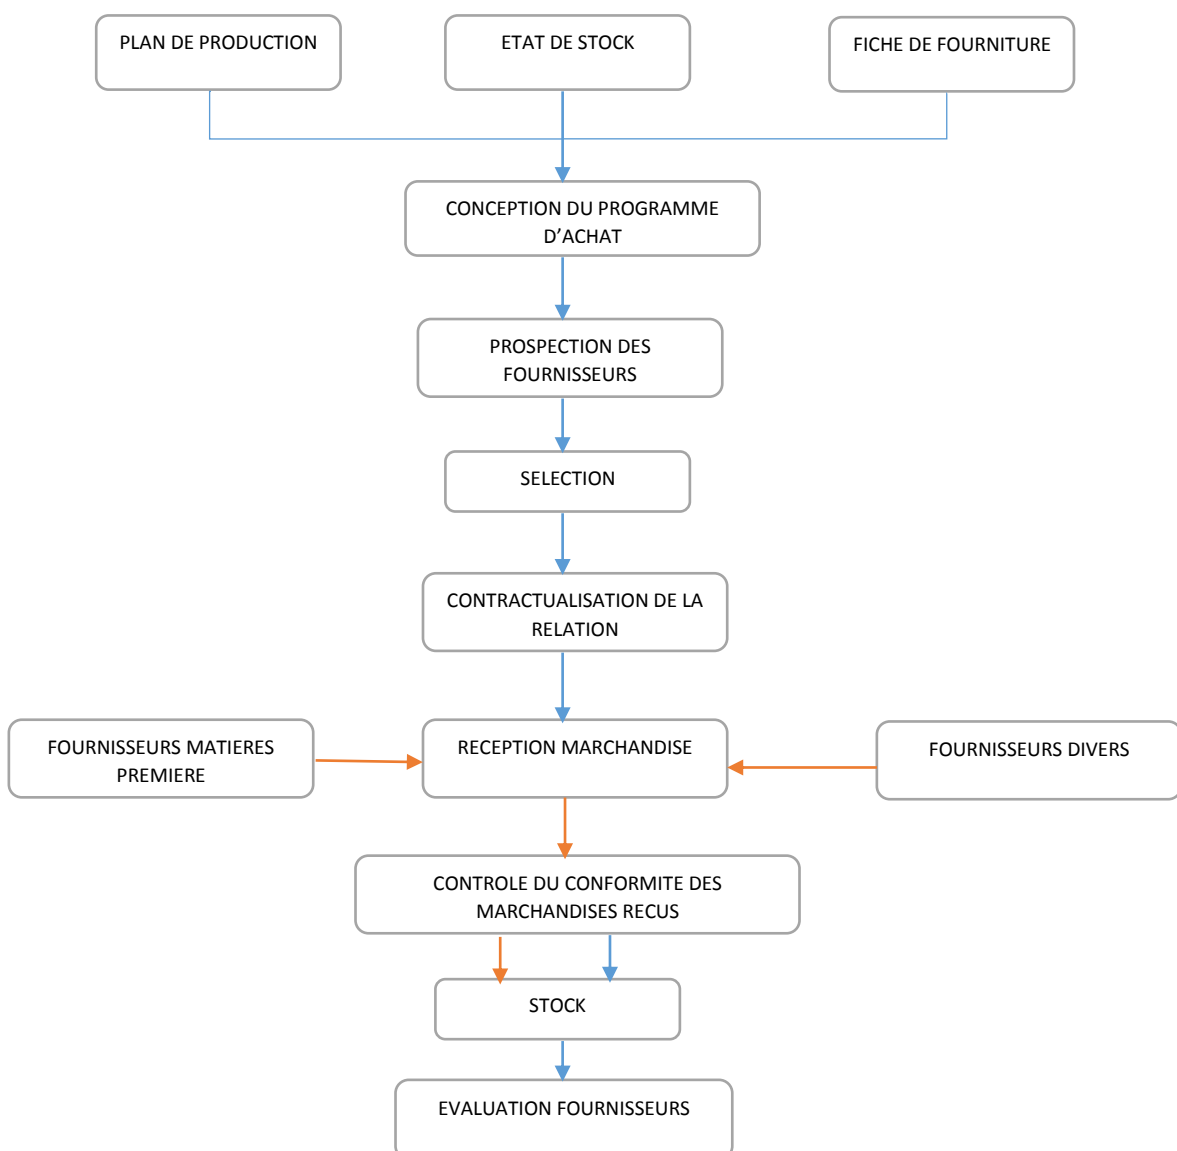 PLAN DE PRODUCTION
ETAT DE STOCK
FICHE DE FOURNITURE
CONCEPTION DU PROGRAMME
D’ACHAT
PROSPECTION DES
FOURNISSEURS
SELECTION
CONTRACTUALISATION DE LA
RELATION
FOURNISSEURS MATIERES
PREMIERE
RECEPTION MARCHANDISE
FOURNISSEURS DIVERS
CONTROLE DU CONFORMITE DES
MARCHANDISES RECUS
STOCK
EVALUATION FOURNISSEURS